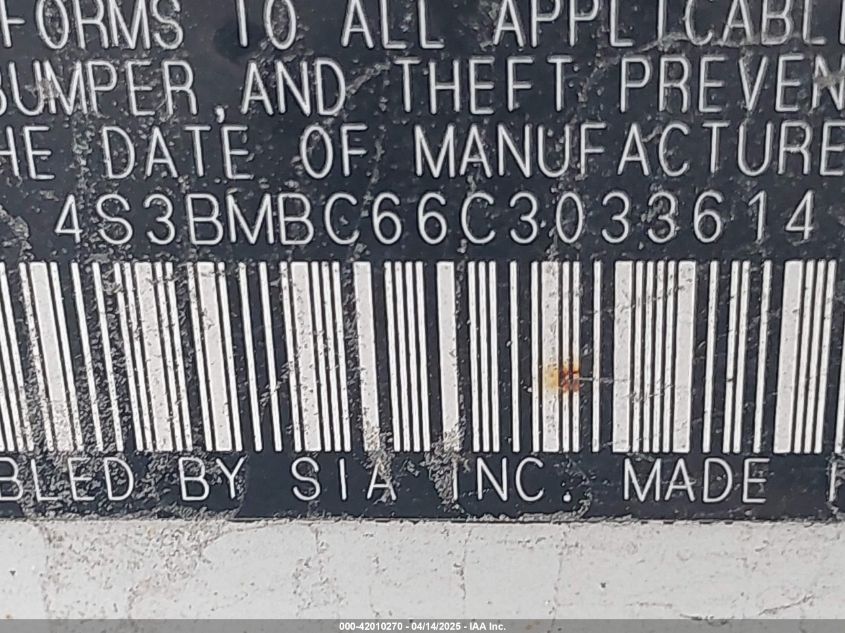 FORMS TO ALL APPLICABLE
BUMPER, AND THEFT PREVEN
HE DATE OF MANUFACTURE
4S3BMBC66C3033614
BLED BY SIA INC. MADE I
000-42010270 - 04/14/2025 - IAA Inc.